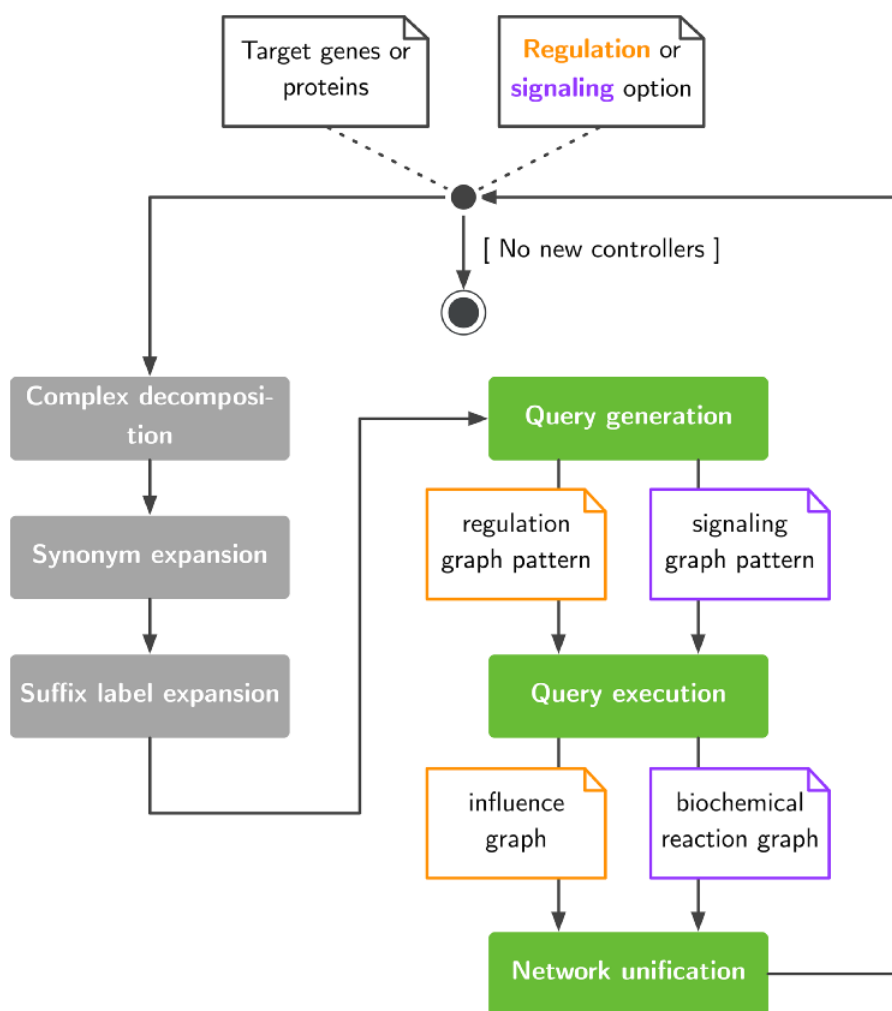 Target genes or
proteins
Regulation or
signaling option
[ No new controllers ]
Complex decomposi-
tion
Synonym expansion
Suffix label expansion
Query generation
regulation
graph pattern
signaling
graph pattern
Query execution
influence
graph
biochemical
reaction graph
Network unification